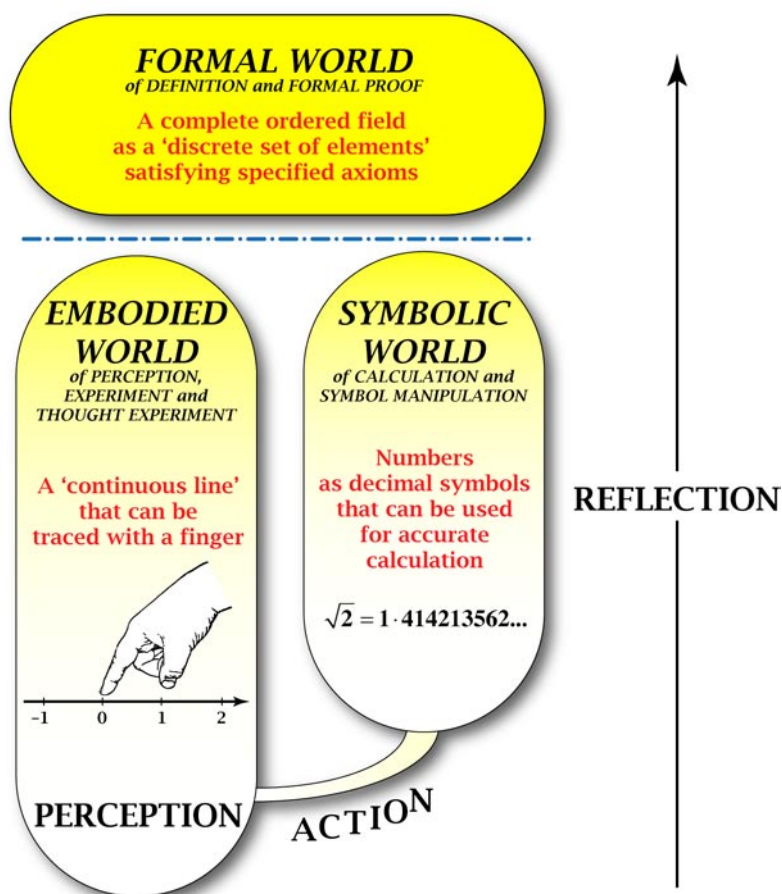 FORMAL WORLD
of DEFINITION and FORMAL PROOF
A complete ordered field
as a ‘discrete set of elements’
satisfying specified axioms
EMBODIED
WORLD
of PERCEPTION,
EXPERIMENT and
THOUGHT EXPERIMENT
A ‘continuous line’
that can be
traced with a finger
–1 0 1 2
PERCEPTION
ACTION
SYMBOLIC
WORLD
of CALCULATION and
SYMBOL MANIPULATION
Numbers
as decimal symbols
that can be used
for accurate
calculation
√2 = 1·414213562...
REFLECTION